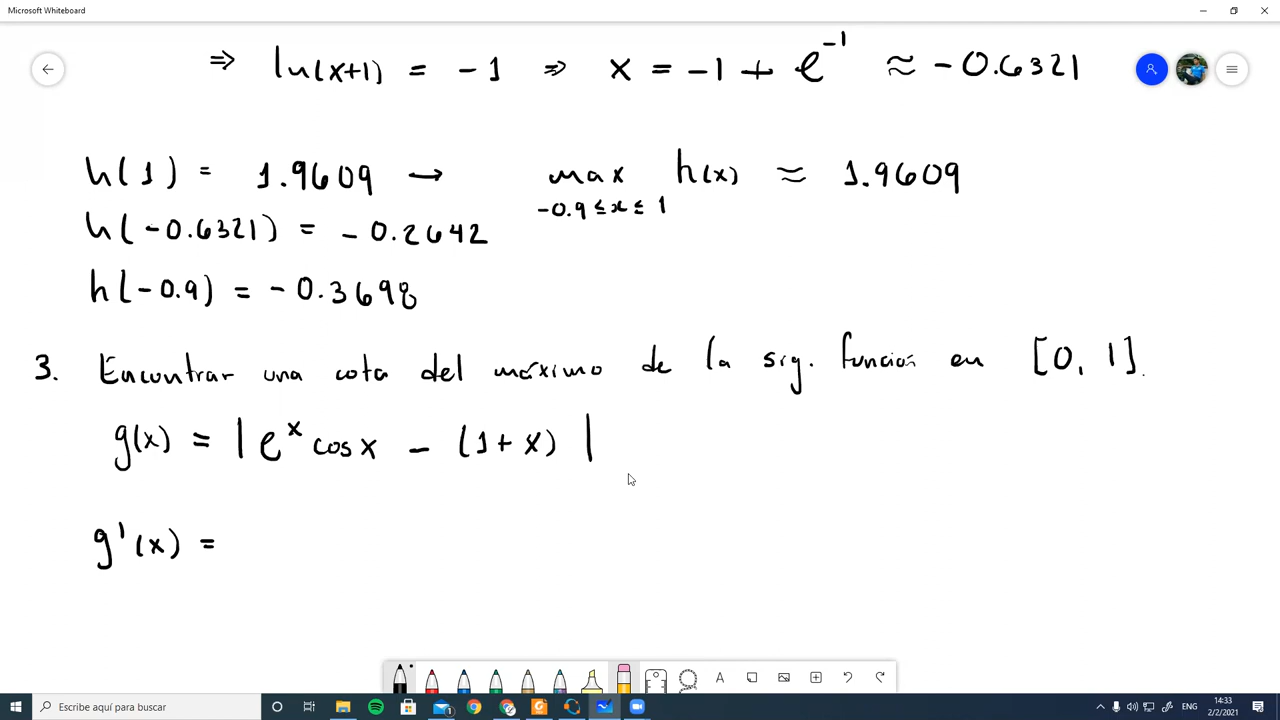 Microsoft Whiteboard
⇒ ln(x+1) = -1 ⇒ x = -1 + e^{-1} ≈ -0.6321
h(1) = 1.9609 → max h(x) ≈ 1.9609
-0.9 ≤ x ≤ 1
h(-0.6321) = -0.2642
h(-0.9) = -0.3698
3. Encontrar una cota del máximo de la sig. función en [0, 1].
g(x) = | e^x cos x - (1 + x) |
g'(x) =
Escribe aquí para buscar
ENG
14:33
2/2/2021